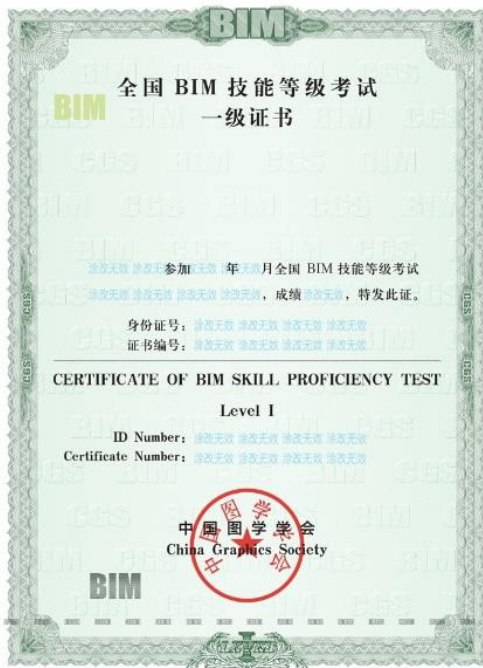 BIM
全国 BIM 技能等级考试
一级证书
BIM
涂改无效 涂改无效 参加 涂改无效 年 涂改无效 月全国 BIM 技能等级考试
涂改无效 涂改无效 涂改无效 涂改无效，成绩 涂改无效，特发此证。
身份证号：涂改无效 涂改无效 涂改无效 涂改无效
证书编号：涂改无效 涂改无效 涂改无效 涂改无效
CGS
CGS
CERTIFICATE OF BIM SKILL PROFICIENCY TEST
Level I
ID Number：涂改无效 涂改无效 涂改无效 涂改无效
Certificate Number：涂改无效 涂改无效 涂改无效 涂改无效
中国图学学会
中国图学学会
China Graphics Society
BIM
I